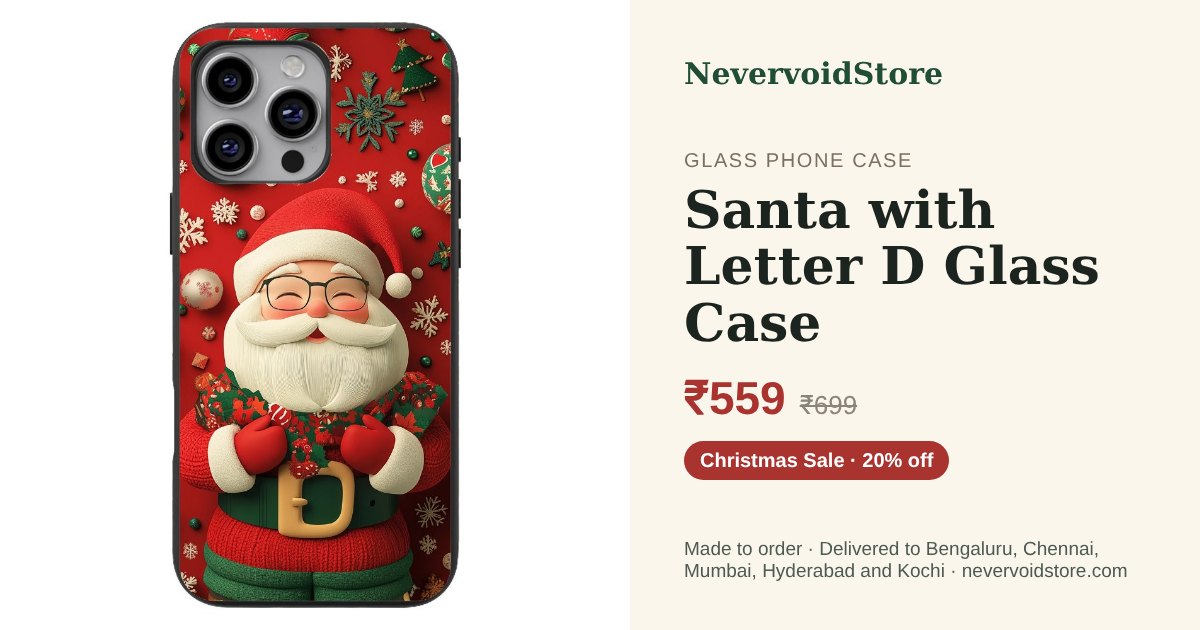 NevervoidStore
GLASS PHONE CASE
Santa with
Letter D Glass
Case
₹559 ₹699
Christmas Sale · 20% off
Made to order · Delivered to Bengaluru, Chennai,
Mumbai, Hyderabad and Kochi · nevervoidstore.com
D